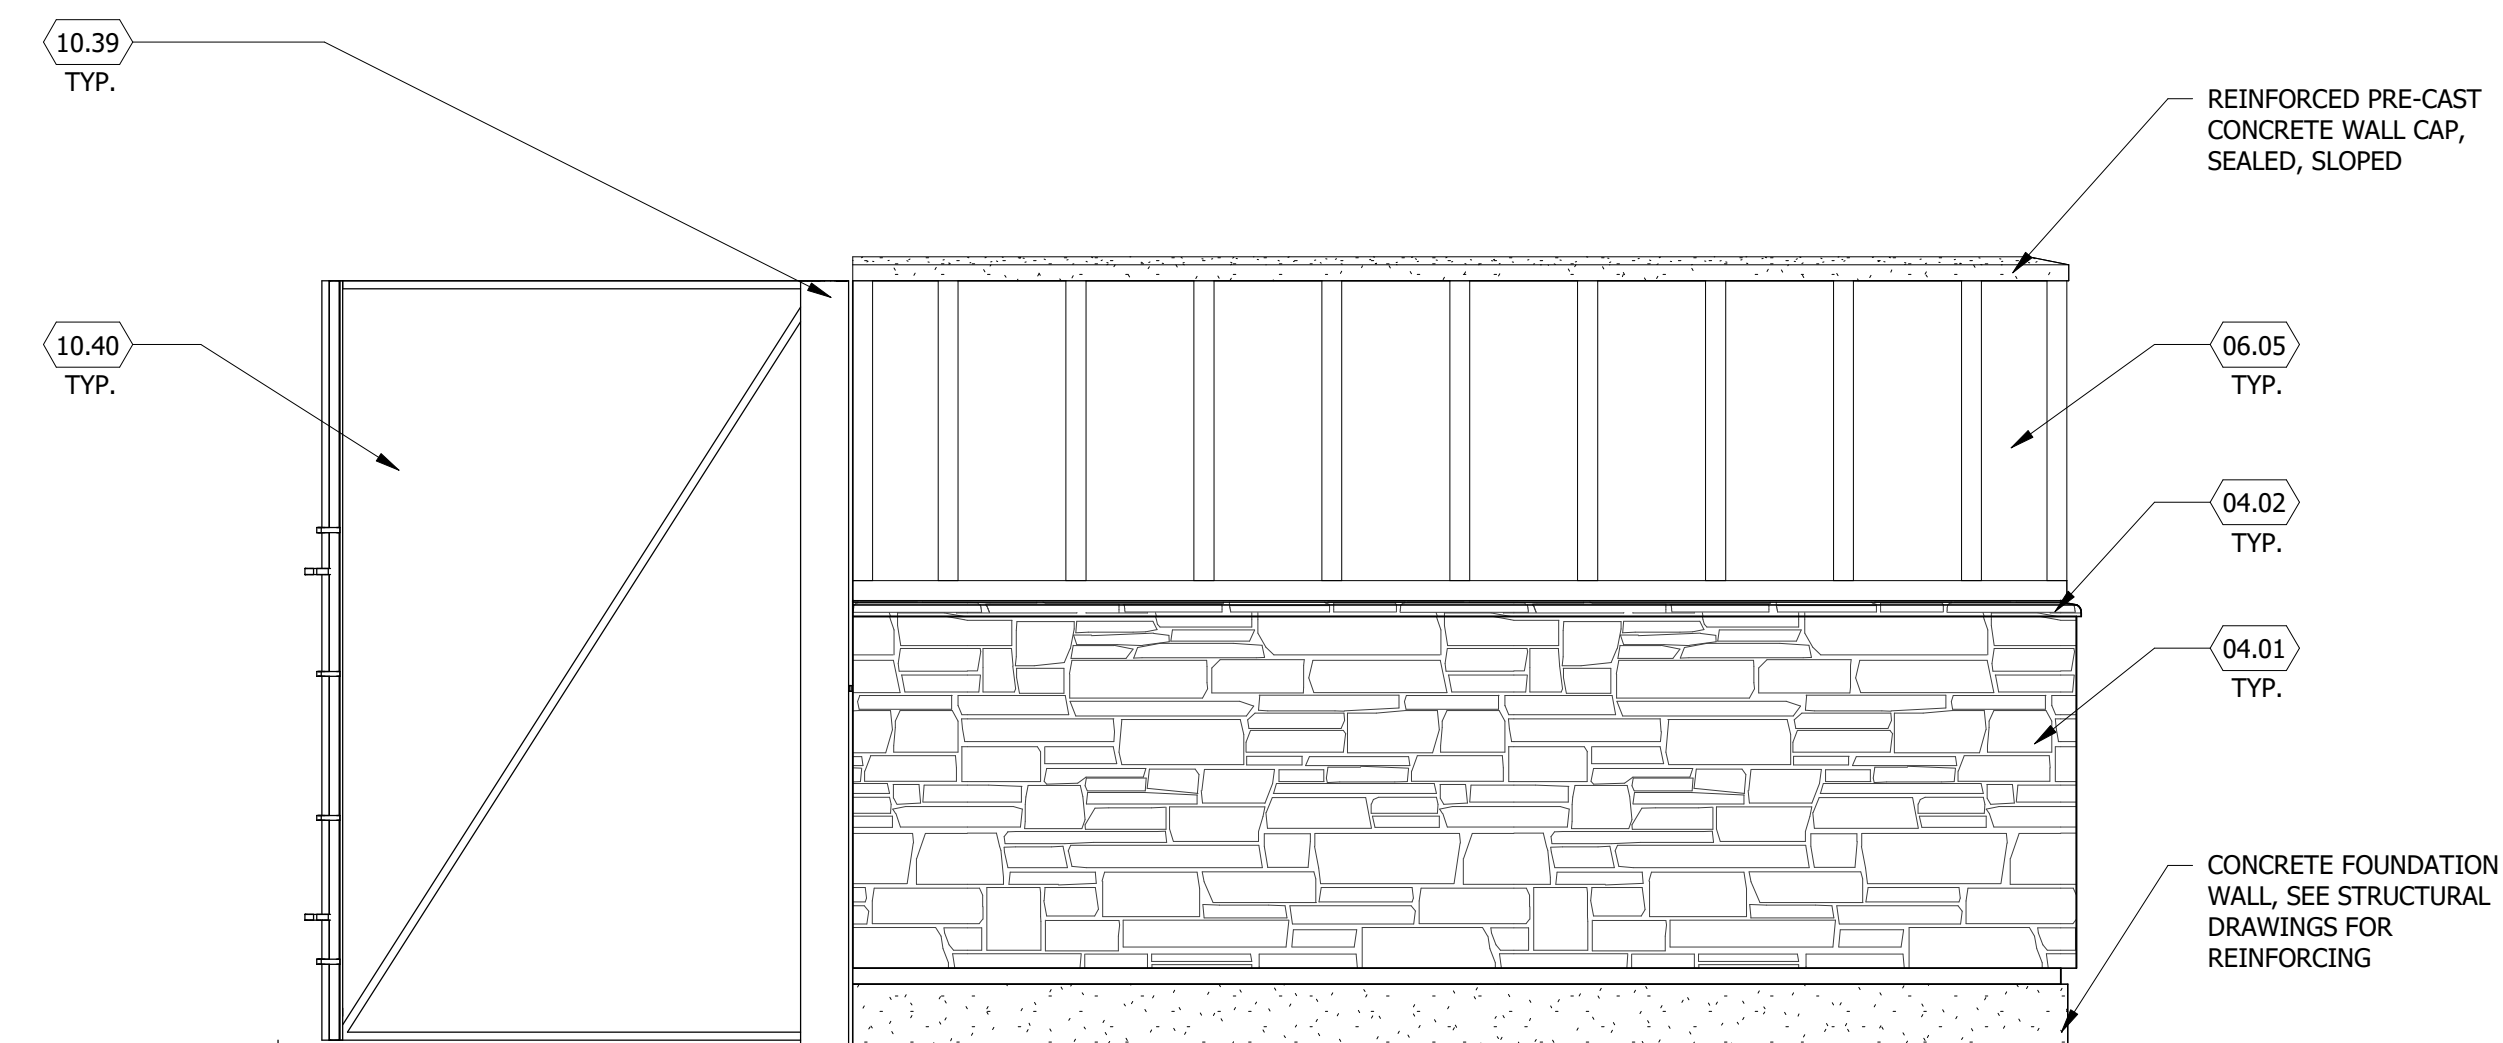 10.39
TYP.
REINFORCED PRE-CAST
CONCRETE WALL CAP,
SEALED, SLOPED
10.40
TYP.
06.05
TYP.
04.02
TYP.
04.01
TYP.
CONCRETE FOUNDATION
WALL, SEE STRUCTURAL
DRAWINGS FOR
REINFORCING